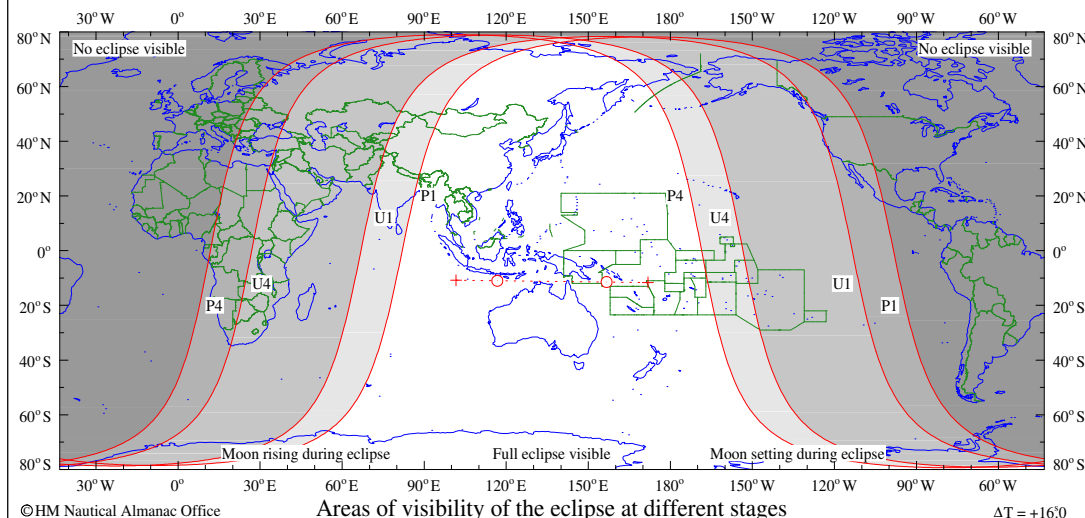 80°N 30°W 0° 30°E 60°E 90°E 120°E 150°E 180° 150°W 120°W 90°W 60°W 80°N
No eclipse visible No eclipse visible
60°N 60°N
40°N 40°N
20°N P1 P4 20°N
U1 U4
0° 0°
U4 U1
20°S P4 P1 20°S
40°S 40°S
60°S 60°S
Moon rising during eclipse Full eclipse visible Moon setting during eclipse
80°S 80°S
30°W 0° 30°E 60°E 90°E 120°E 150°E 180° 150°W 120°W 90°W 60°W
©HM Nautical Almanac Office Areas of visibility of the eclipse at different stages ΔT = +16ˢ.0